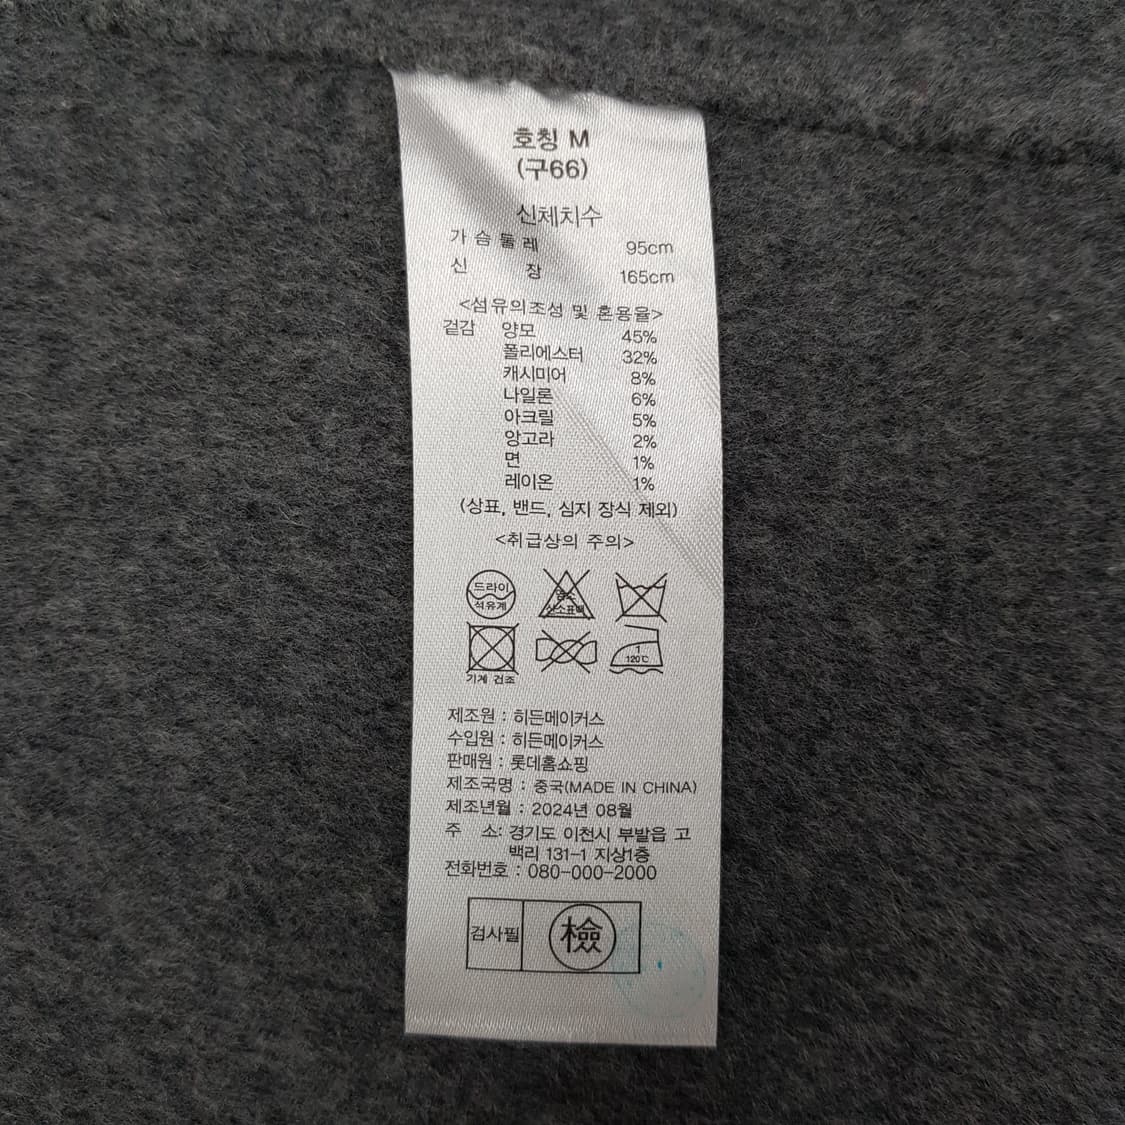 호칭 M
(구66)
신체치수
가 슴 둘 레 95cm
신 장 165cm
<섬유의조성 및 혼용율>
겉감 양모 45%
폴리에스터 32%
캐시미어 8%
나일론 6%
아크릴 5%
앙고라 2%
면 1%
레이온 1%
(상표, 밴드, 심지 장식 제외)
<취급상의 주의>
드라이
석유계
염소
산소표백
기계 건조
1
120℃
제조원 : 히든메이커스
수입원 : 히든메이커스
판매원 : 롯데홈쇼핑
제조국명 : 중국(MADE IN CHINA)
제조년월 : 2024년 08월
주 소: 경기도 이천시 부발읍 고
백리 131-1 지상1층
전화번호 : 080-000-2000
검사필 檢